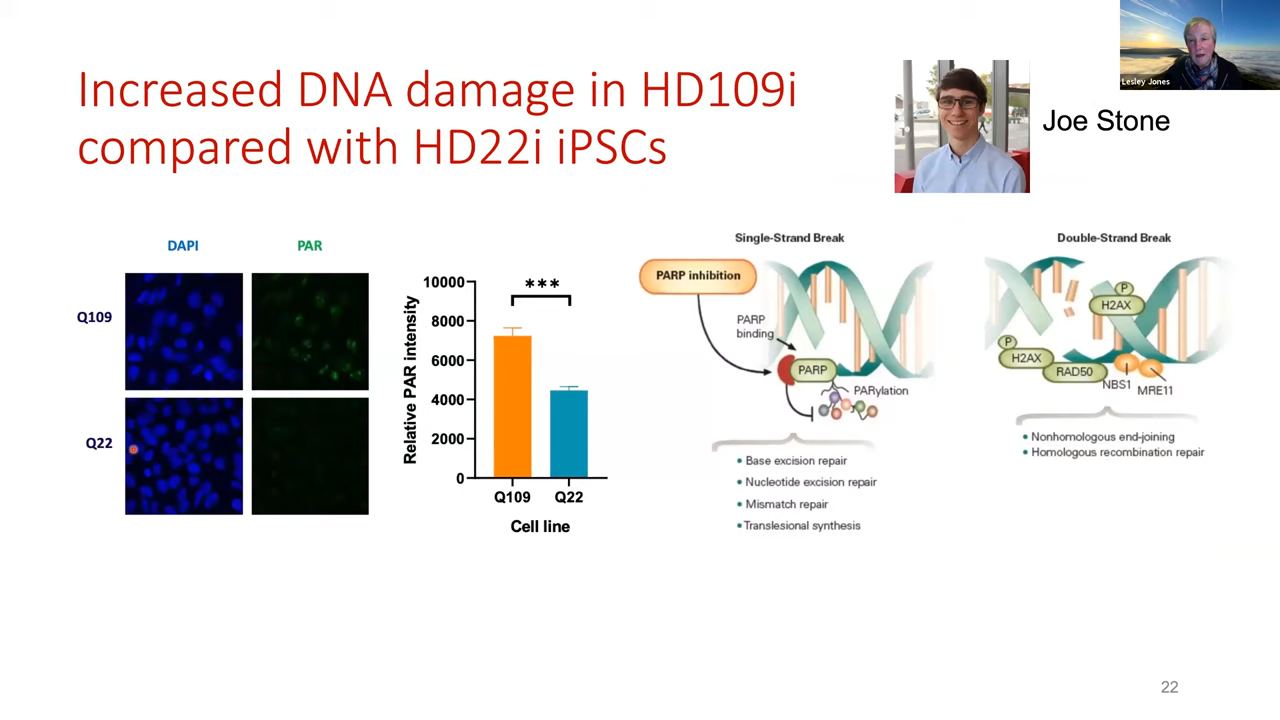 Increased DNA damage in HD109i
compared with HD22i iPSCs
Joe Stone
Lesley Jones
DAPI
PAR
Q109
Q22
Relative PAR intensity
10000
8000
6000
4000
2000
0
***
Q109
Q22
Cell line
Single-Strand Break
PARP inhibition
PARP
binding
PARP
PARylation
• Base excision repair
• Nucleotide excision repair
• Mismatch repair
• Translesional synthesis
Double-Strand Break
P
H2AX
P
H2AX
RAD50
NBS1
MRE11
• Nonhomologous end-joining
• Homologous recombination repair
22